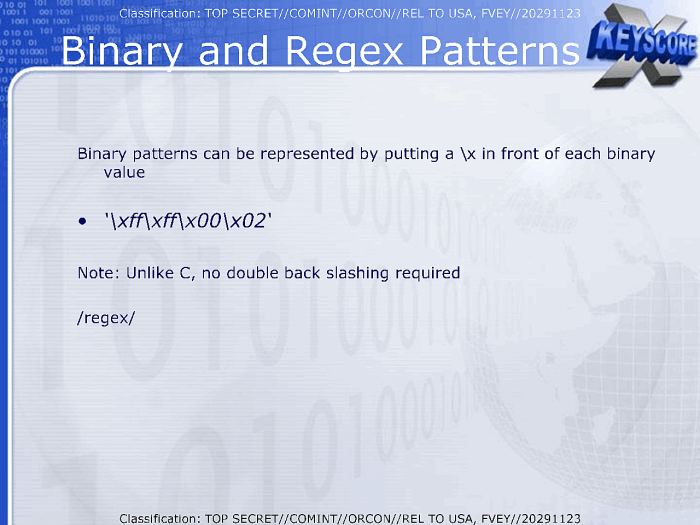 Classification: TOP SECRET//COMINT//ORCON//REL TO USA, FVEY//20291123
Binary and Regex Patterns
KEYSCORE
X
Binary patterns can be represented by putting a \x in front of each binary
value
• '\xff\xff\x00\x02'
Note: Unlike C, no double back slashing required
/regex/
Classification: TOP SECRET//COMINT//ORCON//REL TO USA, FVEY//20291123